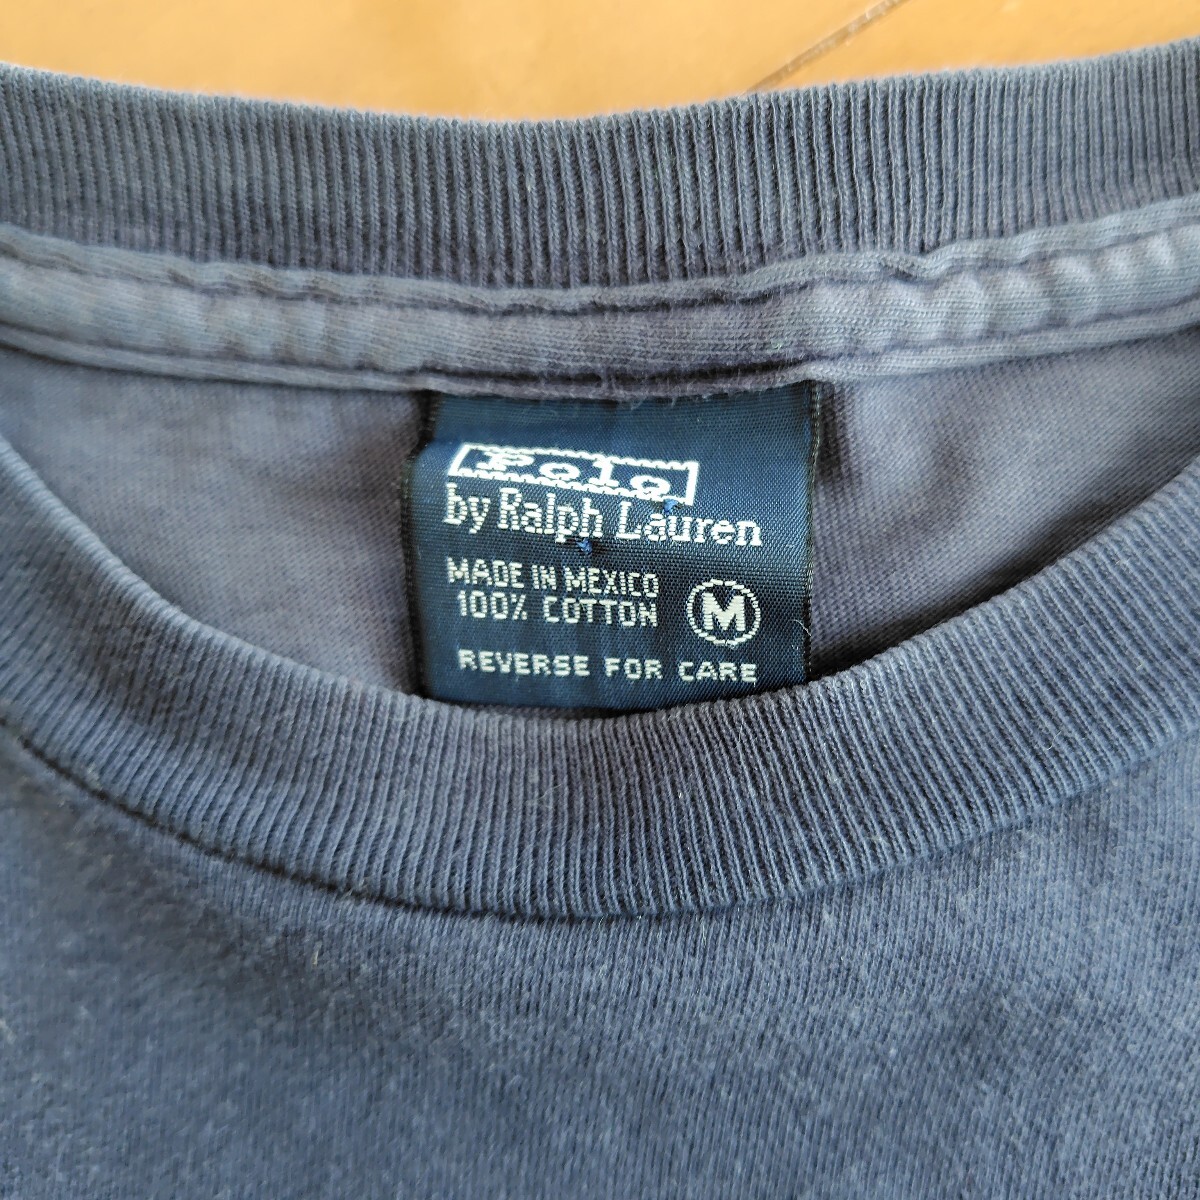 Polo
by Ralph Lauren
MADE IN MEXICO
100% COTTON
M
REVERSE FOR CARE